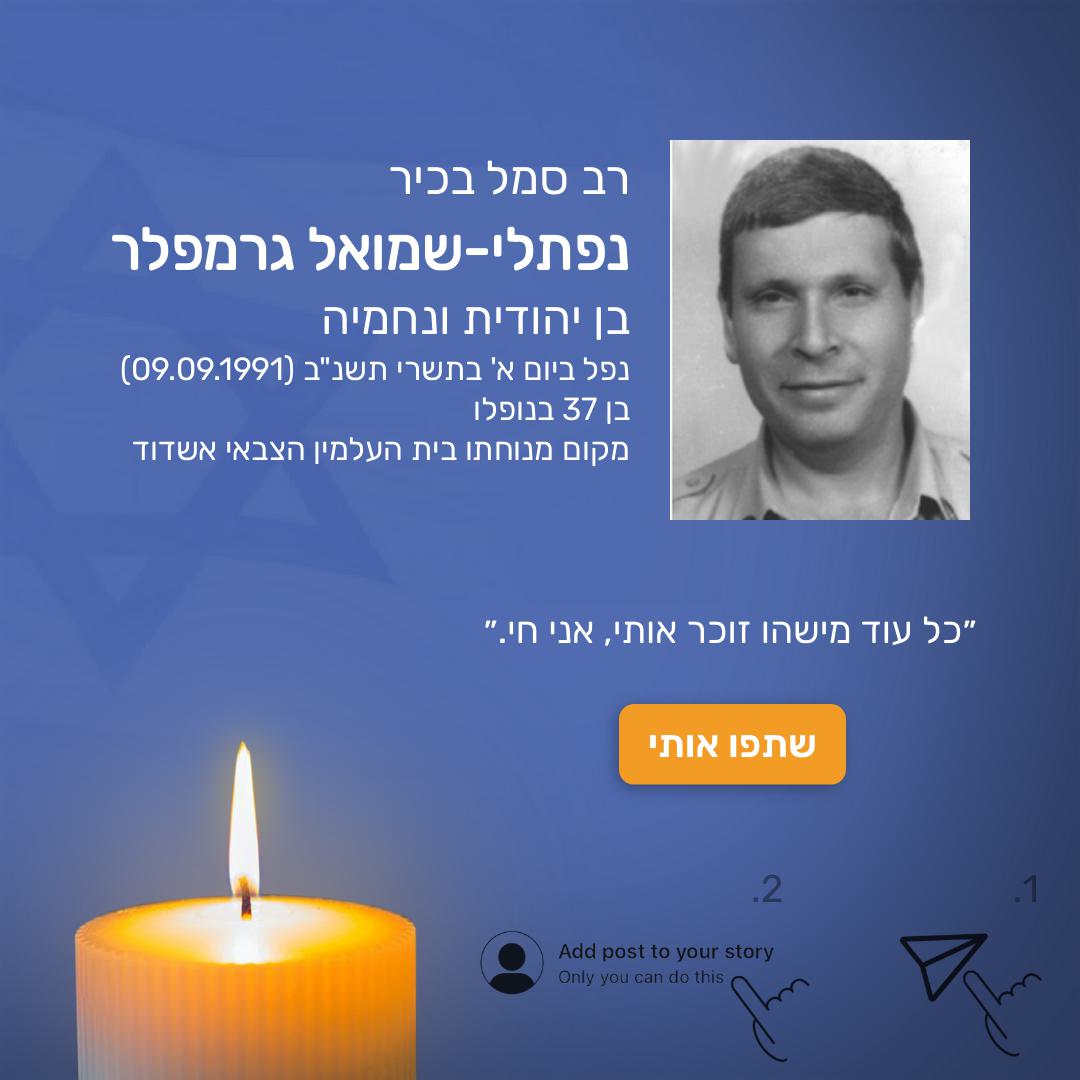 רב סמל בכיר
נפתלי-שמואל גרמפלר
בן יהודית ונחמיה
נפל ביום א' בתשרי תשנ"ב (09.09.1991)
בן 37 בנופלו
מקום מנוחתו בית העלמין הצבאי אשדוד
״כל עוד מישהו זוכר אותי, אני חי.״
שתפו אותי
1.
2.
Add post to your story
Only you can do this